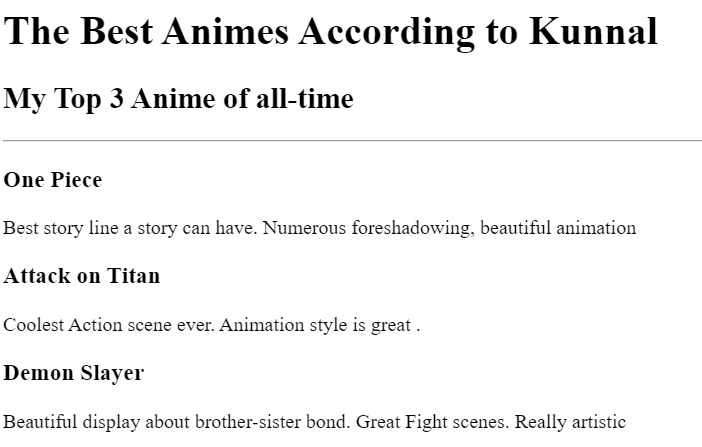 The Best Animes According to Kunnal
My Top 3 Anime of all-time
One Piece
Best story line a story can have. Numerous foreshadowing, beautiful animation
Attack on Titan
Coolest Action scene ever. Animation style is great .
Demon Slayer
Beautiful display about brother-sister bond. Great Fight scenes. Really artistic